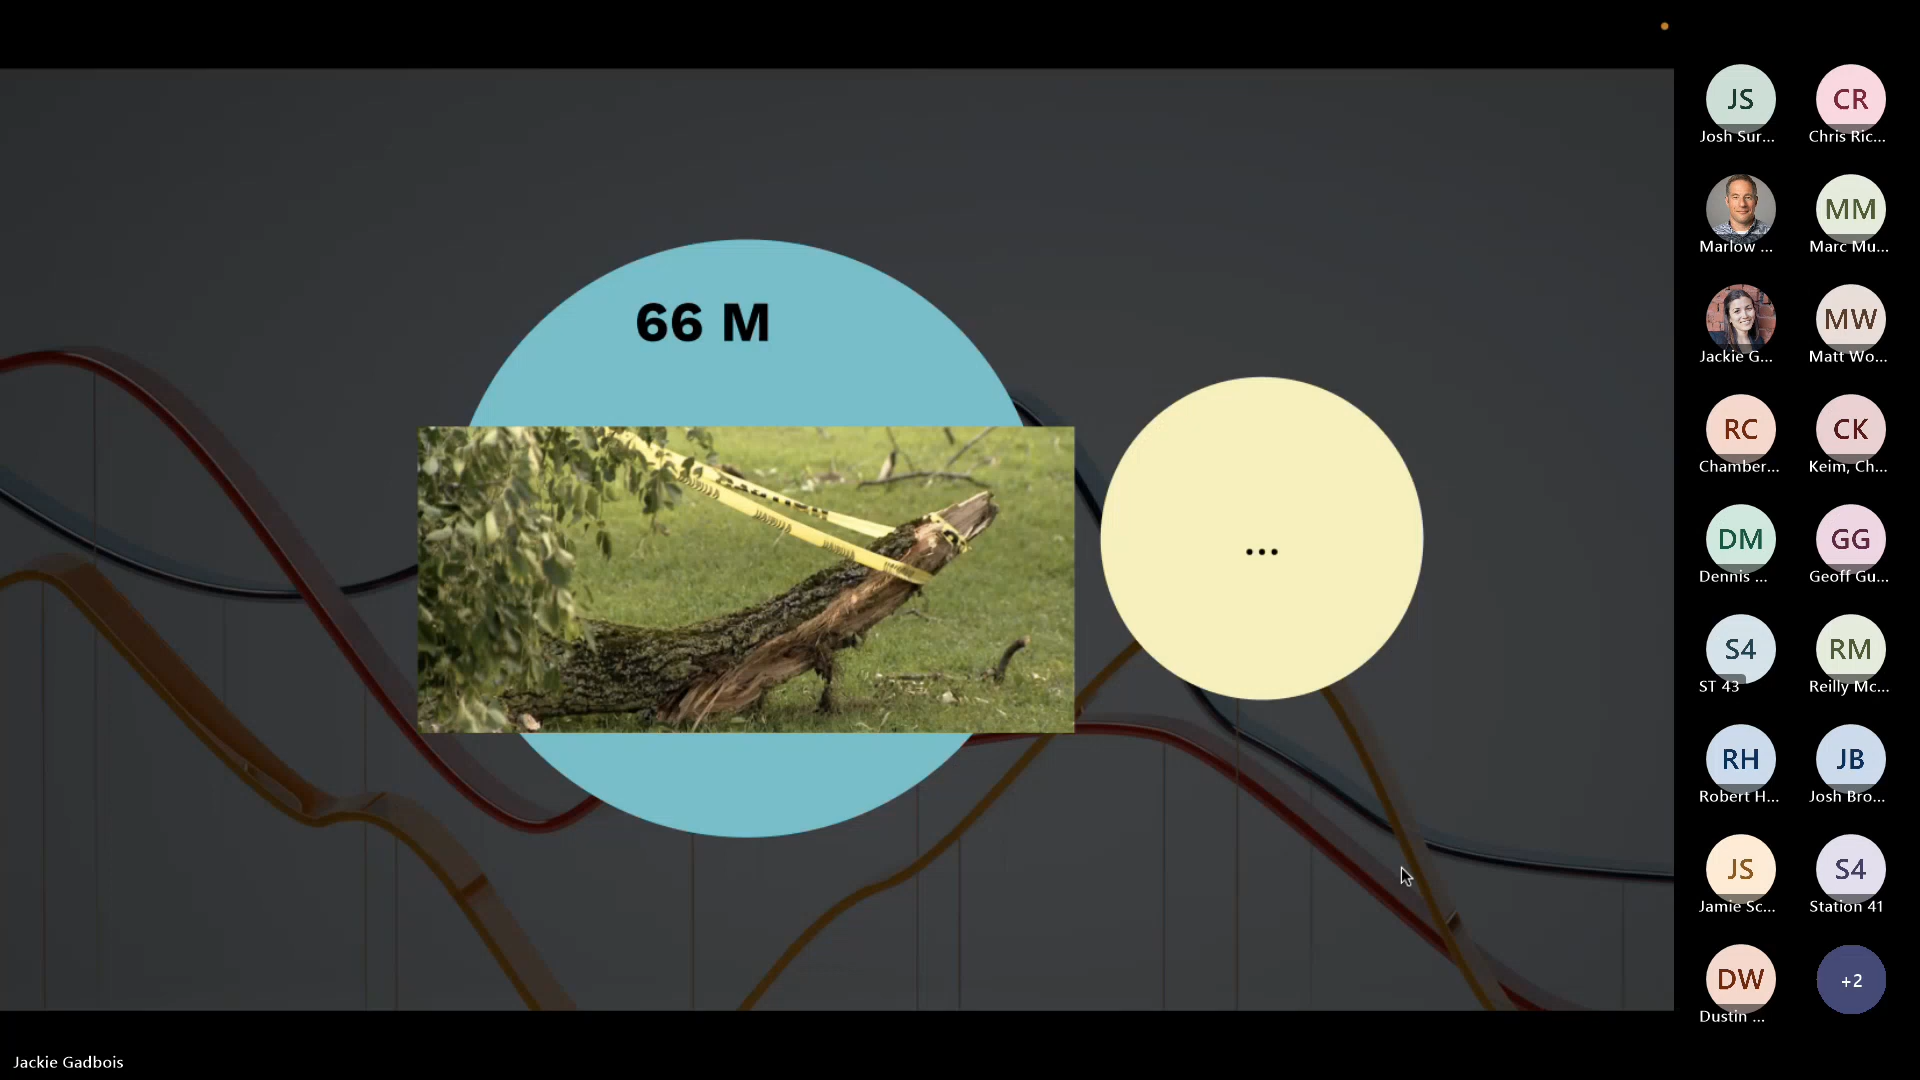 66 M
...
JS
Josh Sur...
CR
Chris Ric...
Marlow ...
MM
Marc Mu...
Jackie G...
MW
Matt Wo...
RC
Chamber...
CK
Keim, Ch...
DM
Dennis ...
GG
Geoff Gu...
S4
ST 43
RM
Reilly Mc...
RH
Robert H...
JB
Josh Bro...
JS
Jamie Sc...
S4
Station 41
DW
Dustin ...
+2
Jackie Gadbois